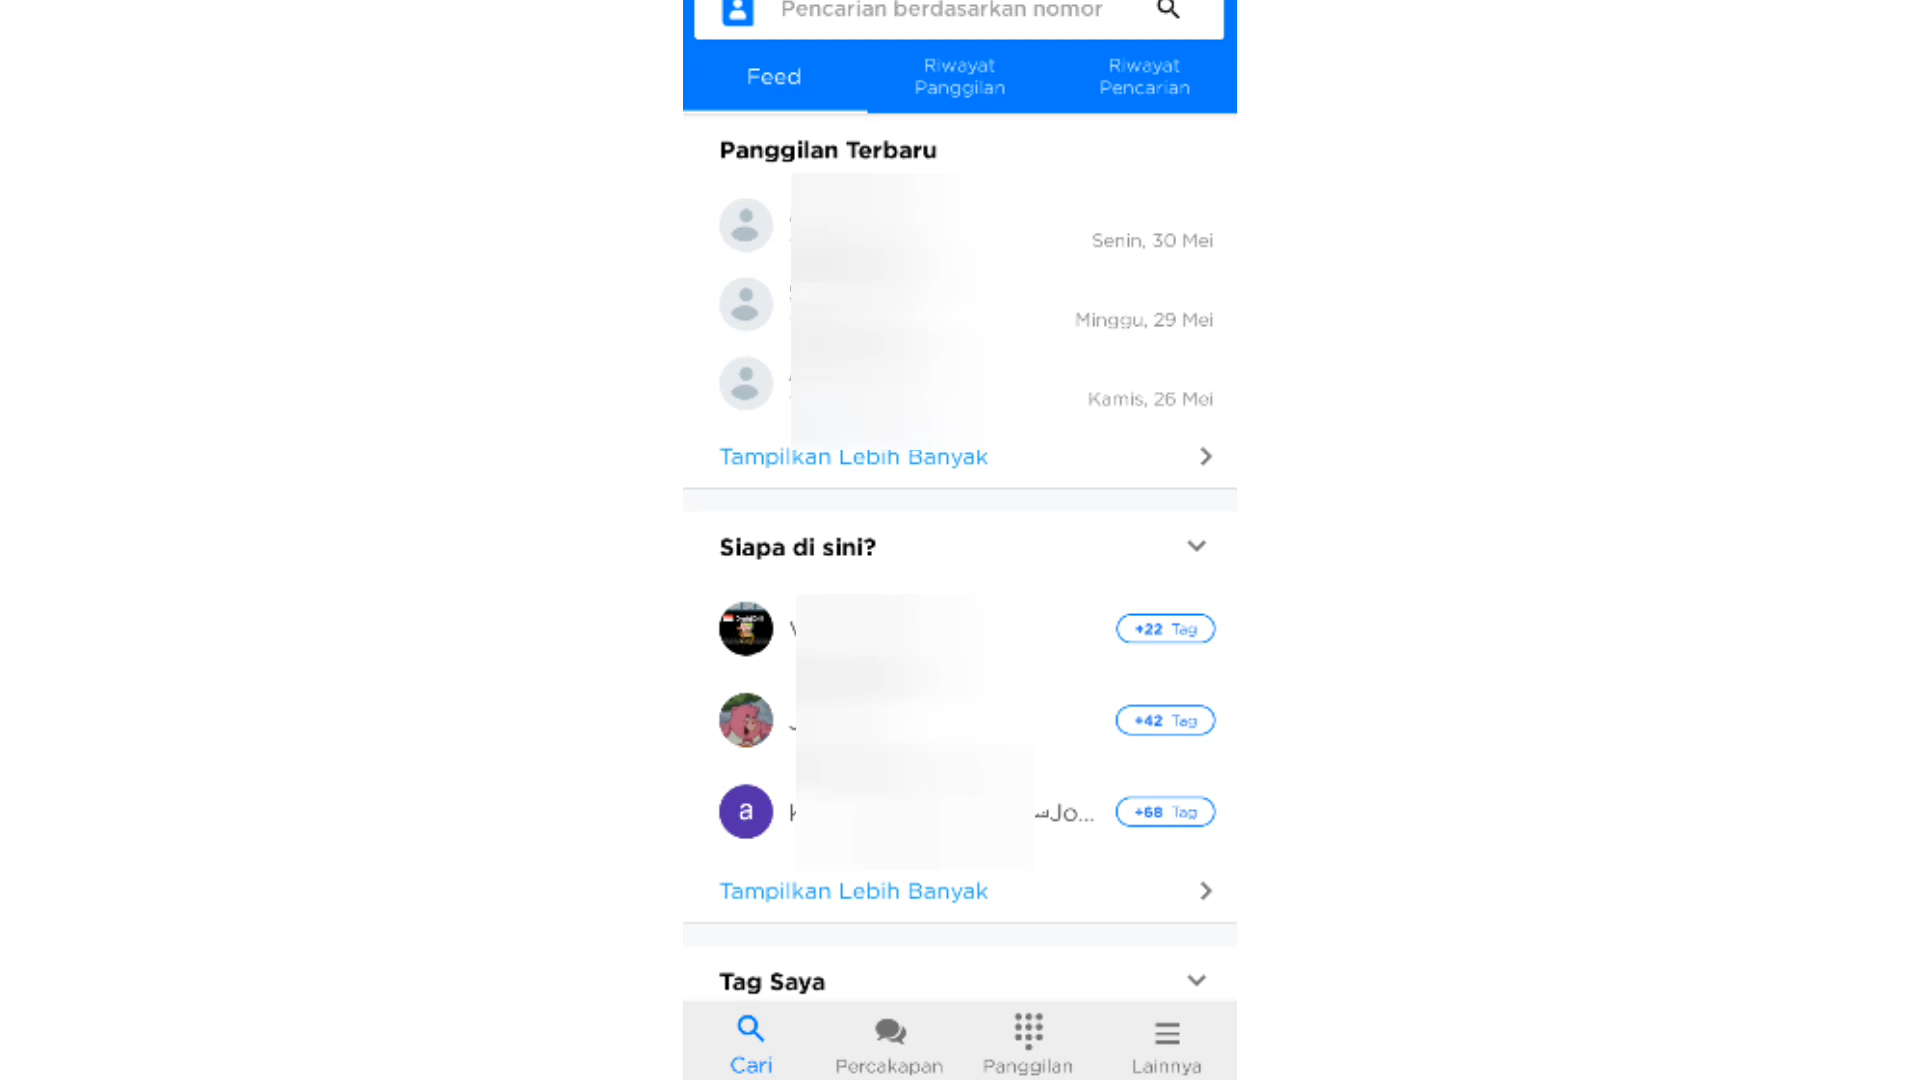 Pencarian berdasarkan nomor
Feed
Riwayat
Panggilan
Riwayat
Pencarian
Panggilan Terbaru
Senin, 30 Mei
Minggu, 29 Mei
Kamis, 26 Mei
Tampilkan Lebih Banyak
Siapa di sini?
+22 Tag
+42 Tag
a
Jo...
+68 Tag
Tampilkan Lebih Banyak
Tag Saya
Cari
Percakapan
Panggilan
Lainnya